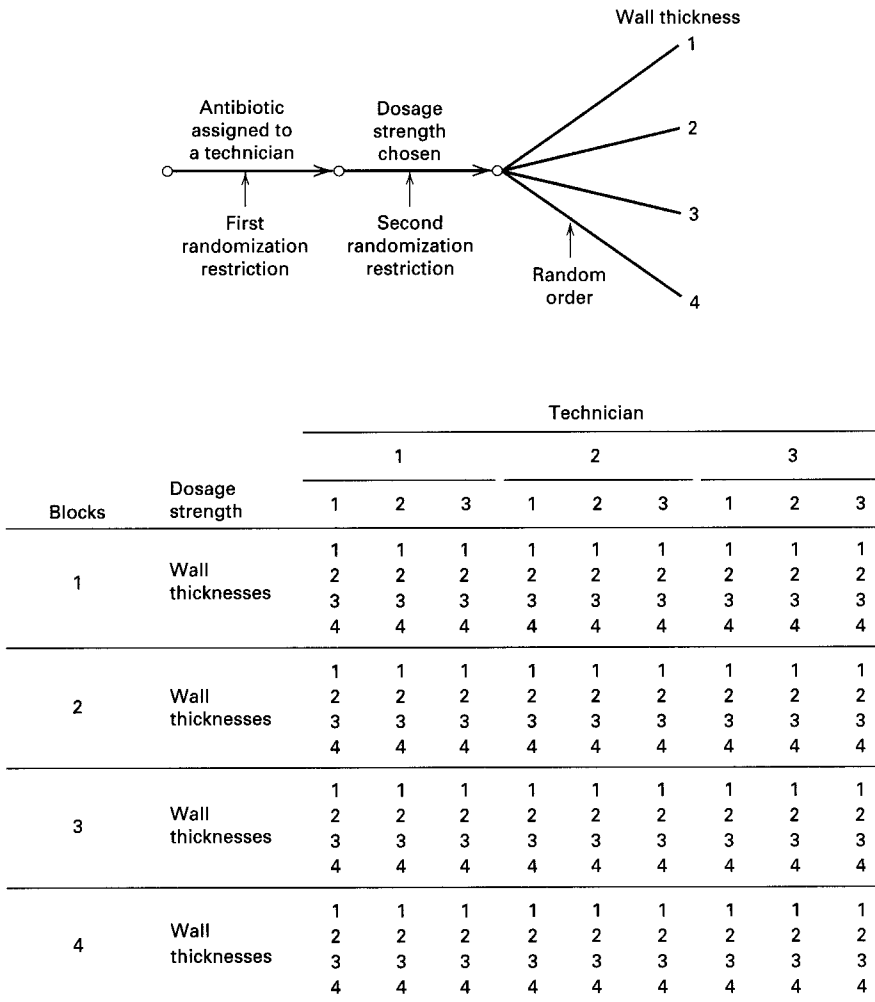 Wall thickness
1
Antibiotic
assigned to
a technician
Dosage
strength
chosen
2
3
First
randomization
restriction
Second
randomization
restriction
Random
order
4
Technician
1 2 3
Blocks Dosage strength 1 2 3 1 2 3 1 2 3
1 1 1 1 1 1 1 1 1
1 Wall thicknesses 2 2 2 2 2 2 2 2 2
3 3 3 3 3 3 3 3 3
4 4 4 4 4 4 4 4 4
1 1 1 1 1 1 1 1 1
2 Wall thicknesses 2 2 2 2 2 2 2 2 2
3 3 3 3 3 3 3 3 3
4 4 4 4 4 4 4 4 4
1 1 1 1 1 1 1 1 1
3 Wall thicknesses 2 2 2 2 2 2 2 2 2
3 3 3 3 3 3 3 3 3
4 4 4 4 4 4 4 4 4
1 1 1 1 1 1 1 1 1
4 Wall thicknesses 2 2 2 2 2 2 2 2 2
3 3 3 3 3 3 3 3 3
4 4 4 4 4 4 4 4 4